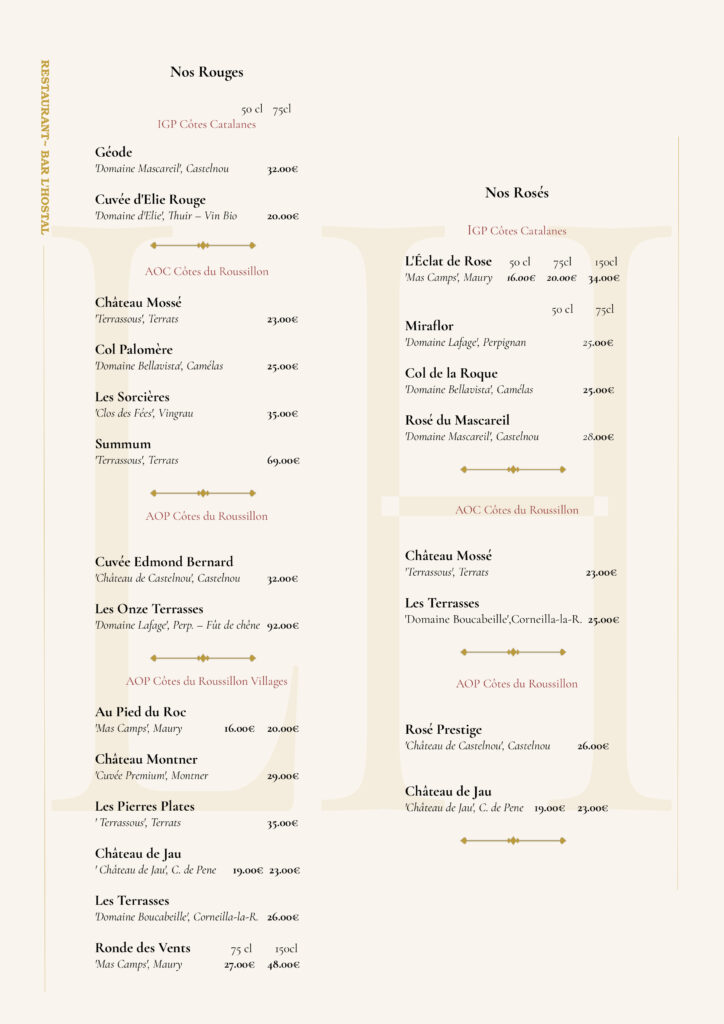 RESTAURANT~ BAR L'HOSTAL
Nos Rouges
50 cl 75cl
IGP Côtes Catalanes
Géode
'Domaine Mascareil', Castelnou 32.00€
Cuvée d'Elie Rouge
'Domaine d'Elie', Thuir – Vin Bio 20.00€
AOC Côtes du Roussillon
Château Mossé
'Terrassous', Terrats 23.00€
Col Palomère
'Domaine Bellavista', Camélas 25.00€
Les Sorcières
'Clos des Fées', Vingrau 35.00€
Summum
'Terrassous', Terrats 69.00€
AOP Côtes du Roussillon
Cuvée Edmond Bernard
'Château de Castelnou', Castelnou 32.00€
Les Onze Terrasses
'Domaine Lafage', Perp. – Fût de chêne 92.00€
AOP Côtes du Roussillon Villages
Au Pied du Roc
'Mas Camps', Maury 16.00€ 20.00€
Château Montner
'Cuvée Premium', Montner 29.00€
Les Pierres Plates
' Terrassous', Terrats 35.00€
Château de Jau
' Château de Jau', C. de Pene 19.00€ 23.00€
Les Terrasses
'Domaine Boucabeille', Corneilla-la-R. 26.00€
Ronde des Vents 75 cl 150cl
'Mas Camps', Maury 27.00€ 48.00€
Nos Rosés
IGP Côtes Catalanes
L'Éclat de Rose 50 cl 75cl 150cl
'Mas Camps', Maury 16.00€ 20.00€ 34.00€
50 cl 75cl
Miraflor
'Domaine Lafage', Perpignan 25.00€
Col de la Roque
'Domaine Bellavista', Camélas 25.00€
Rosé du Mascareil
'Domaine Mascareil', Castelnou 28.00€
AOC Côtes du Roussillon
Château Mossé
'Terrassous', Terrats 23.00€
Les Terrasses
'Domaine Boucabeille',Corneilla-la-R. 25.00€
AOP Côtes du Roussillon
Rosé Prestige
'Château de Castelnou', Castelnou 26.00€
Château de Jau
'Château de Jau', C. de Pene 19.00€ 23.00€
LH